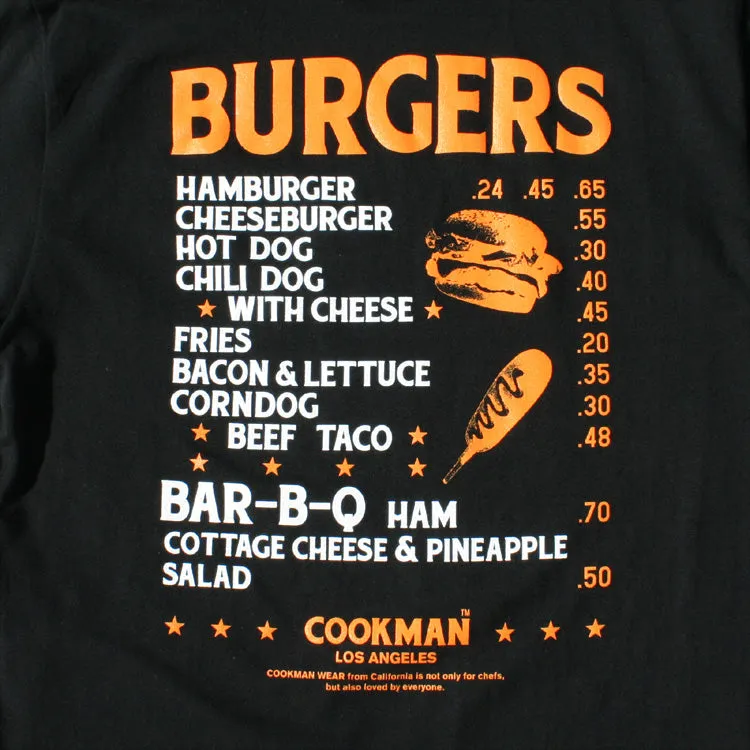 BURGERS
HAMBURGER .24 .45 .65
CHEESEBURGER .55
HOT DOG .30
CHILI DOG .40
WITH CHEESE .45
FRIES .20
BACON & LETTUCE .35
CORNDOG .30
BEEF TACO .48
BAR-B-Q HAM .70
COTTAGE CHEESE & PINEAPPLE
SALAD .50
COOKMAN™
LOS ANGELES
COOKMAN WEAR from California is not only for chefs,
but also loved by everyone.